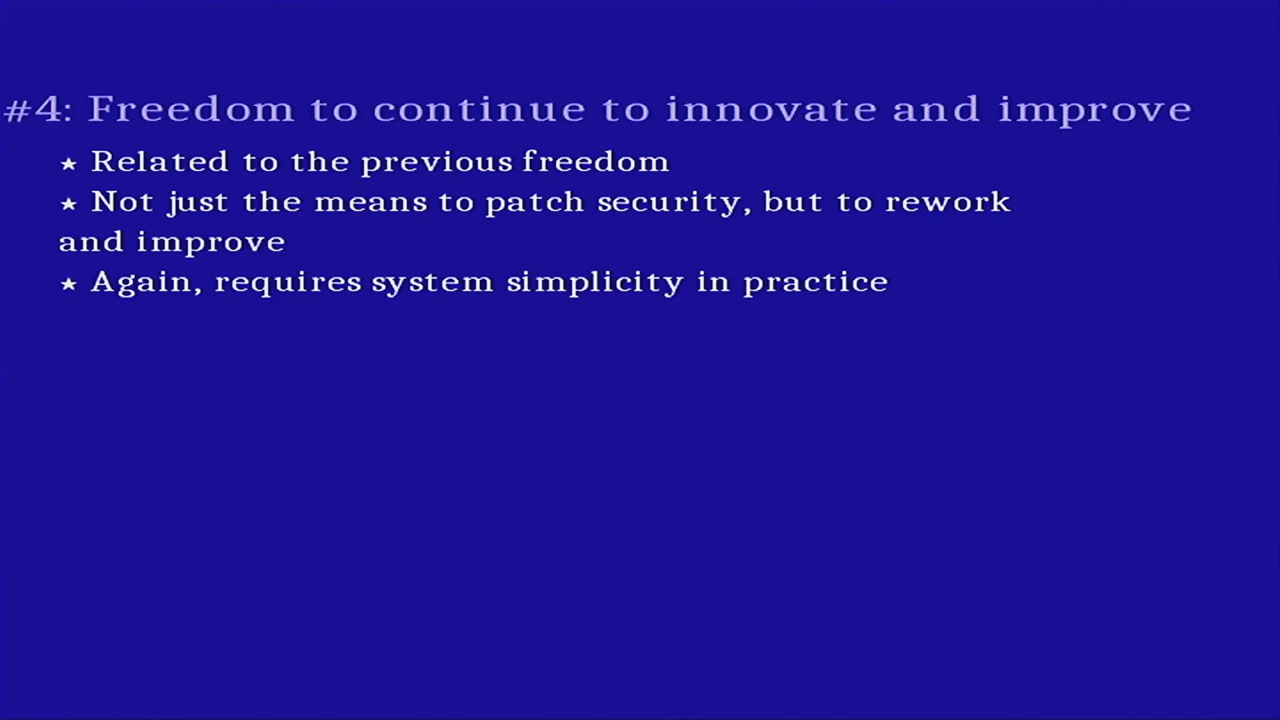 #4: Freedom to continue to innovate and improve
★ Related to the previous freedom
★ Not just the means to patch security, but to rework
and improve
★ Again, requires system simplicity in practice